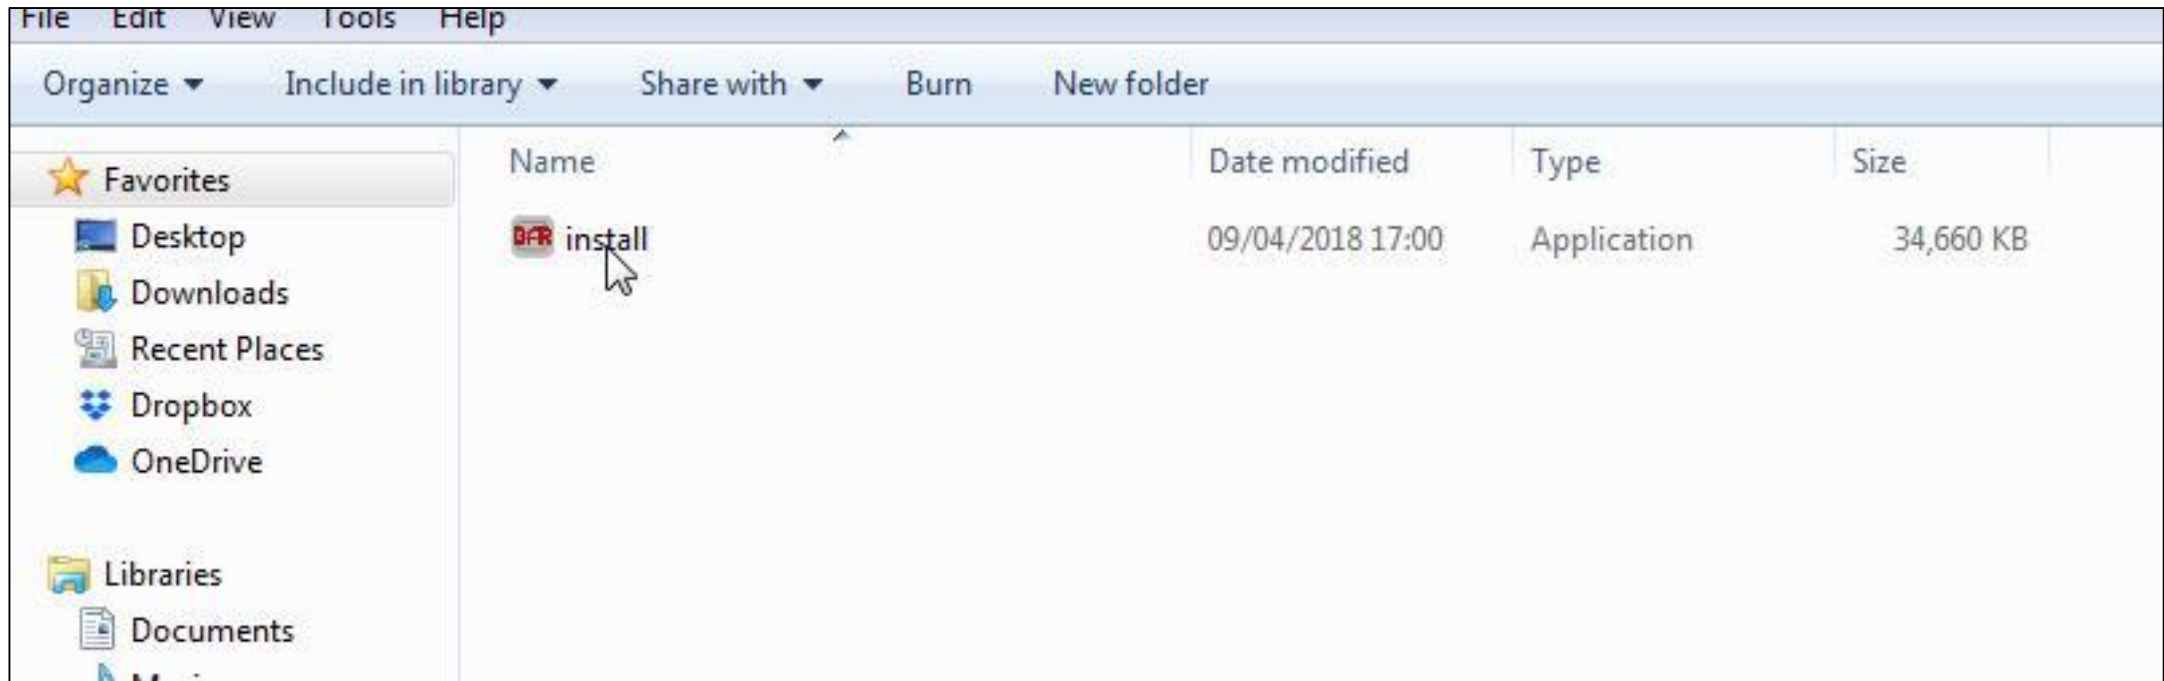 File Edit View Tools Help
Organize Include in library Share with Burn New folder
Name Date modified Type Size
Favorites
Desktop
BAR install 09/04/2018 17:00 Application 34,660 KB
Downloads
Recent Places
Dropbox
OneDrive
Libraries
Documents